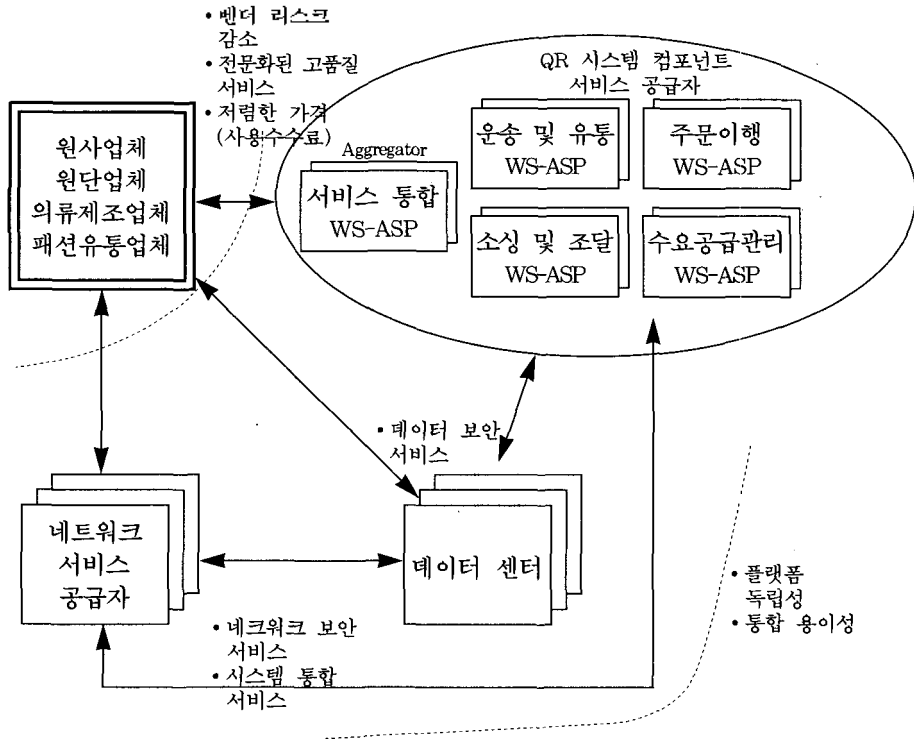 • 벤더 리스크
감소
• 전문화된 고품질
서비스
• 저렴한 가격
(사용수수료)
QR 시스템 컴포넌트
서비스 공급자
원사업체
원단업체
의류제조업체
패션유통업체
Aggregator
서비스 통합
WS-ASP
운송 및 유통
WS-ASP
주문이행
WS-ASP
소싱 및 조달
WS-ASP
수요공급관리
WS-ASP
• 데이터 보안
서비스
네트워크
서비스
공급자
데이터 센터
• 플랫폼
독립성
• 통합 용이성
• 네크워크 보안
서비스
• 시스템 통합
서비스